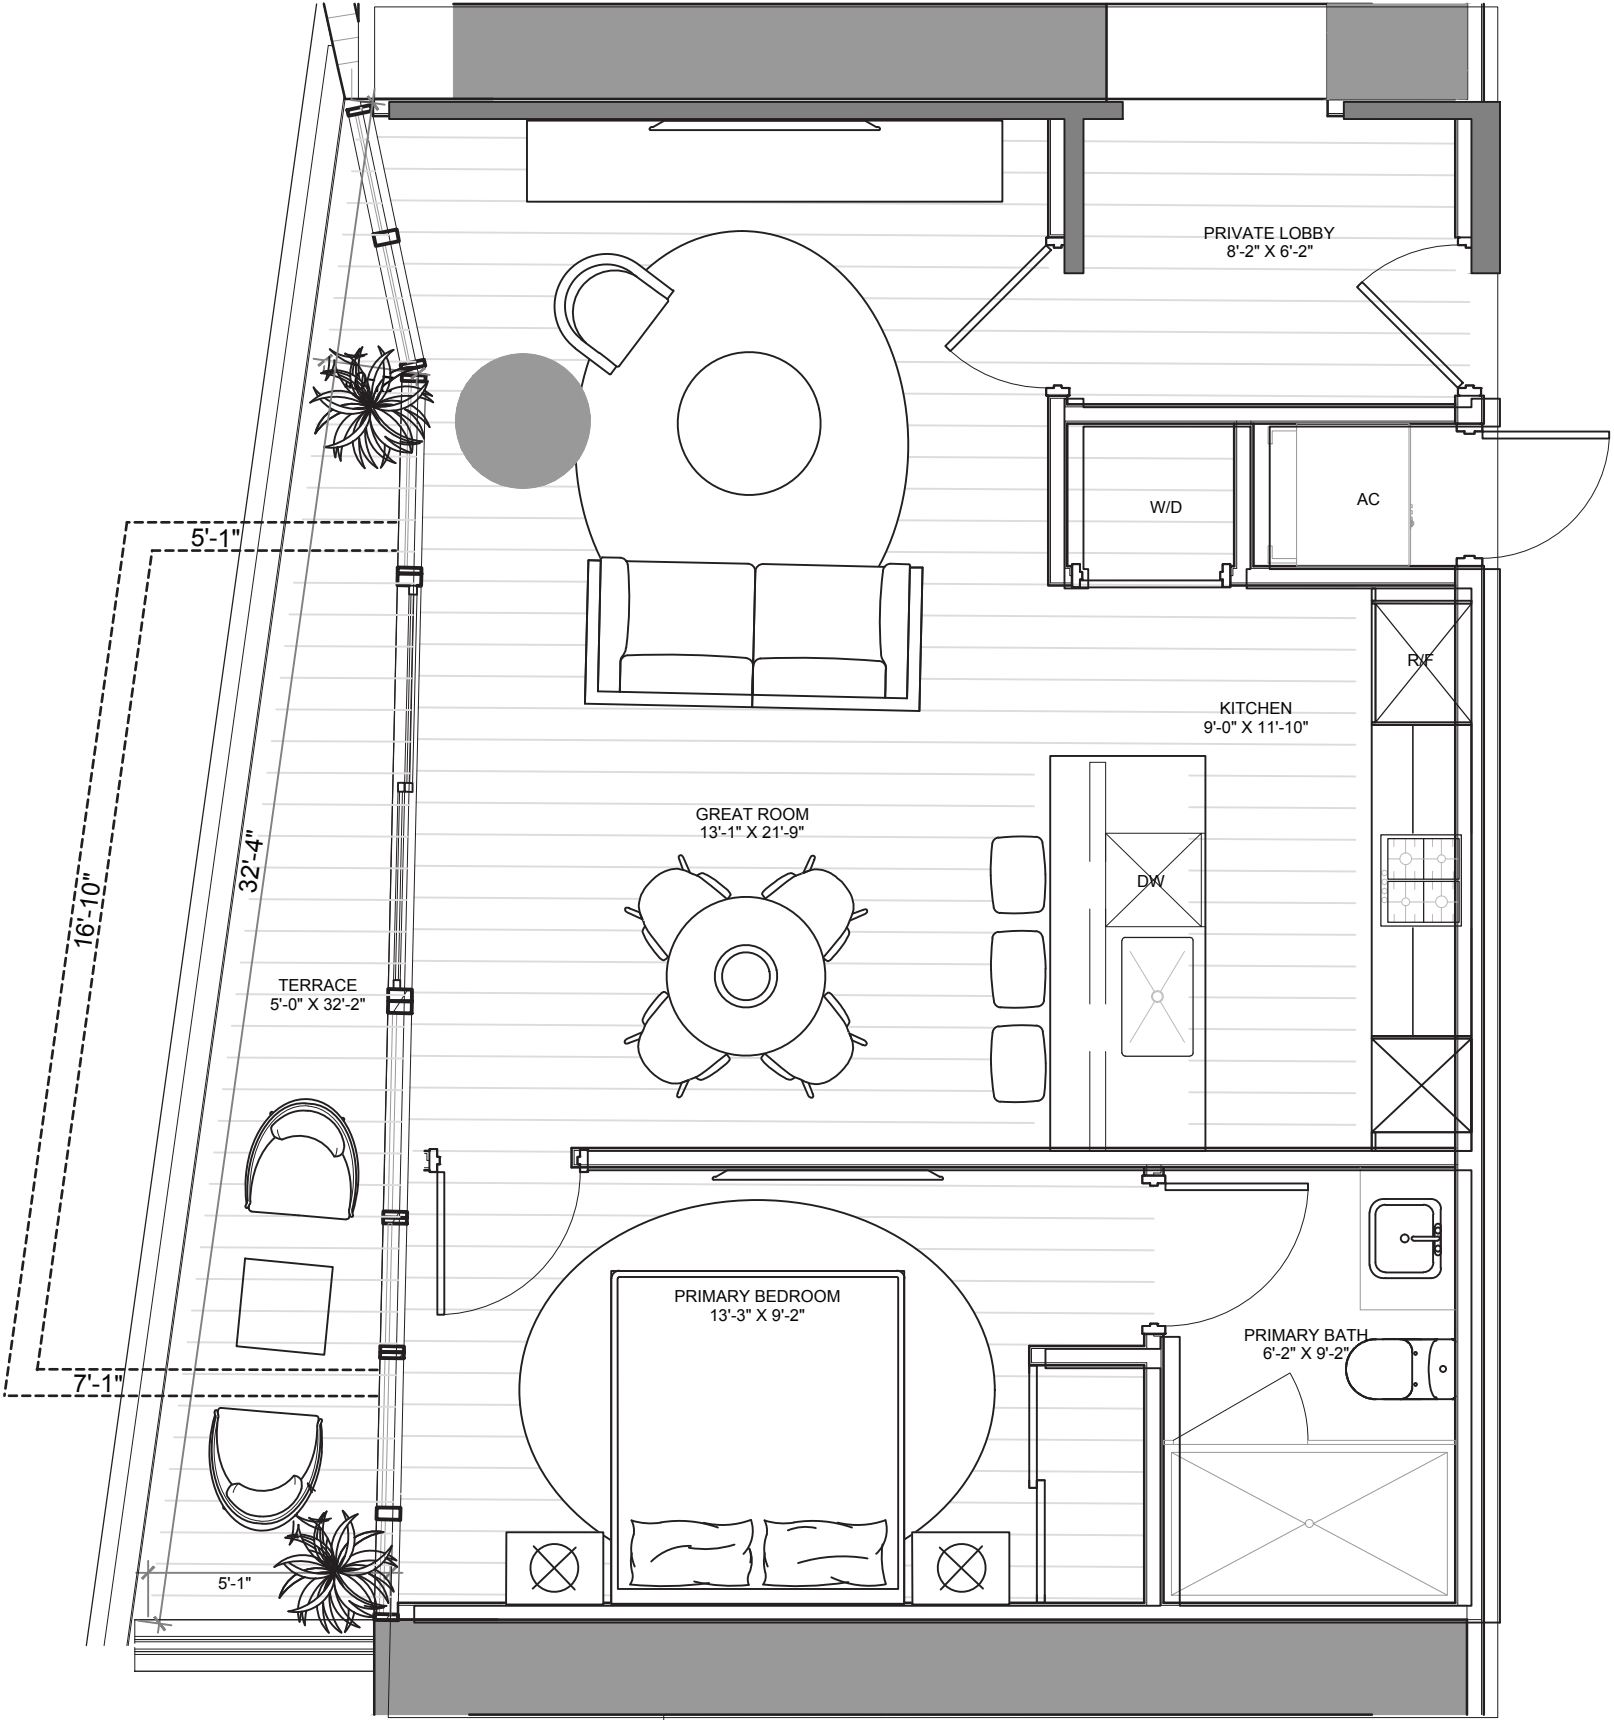 PRIVATE LOBBY
8'-2" X 6'-2"
W/D
AC
5'-1"
R/F
KITCHEN
9'-0" X 11'-10"
GREAT ROOM
13'-1" X 21'-9"
32'-4"
DW
16'-10"
TERRACE
5'-0" X 32'-2"
PRIMARY BEDROOM
13'-3" X 9'-2"
PRIMARY BATH
6'-2" X 9'-2"
7'-1"
5'-1"